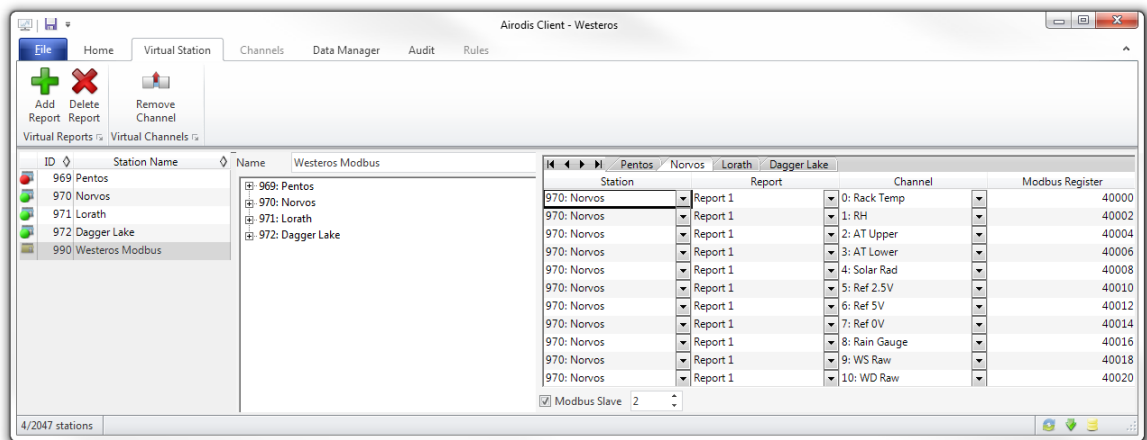 Airodis Client - Westeros
File Home Virtual Station Channels Data Manager Audit Rules
Add Report
Delete Report
Remove Channel
Virtual Reports Virtual Channels
ID Station Name
969 Pentos
970 Norvos
971 Lorath
972 Dagger Lake
990 Westeros Modbus
Name Westeros Modbus
969: Pentos
970: Norvos
971: Lorath
972: Dagger Lake
Pentos Norvos Lorath Dagger Lake
Station Report Channel Modbus Register
970: Norvos Report 1 0: Rack Temp 40000
970: Norvos Report 1 1: RH 40002
970: Norvos Report 1 2: AT Upper 40004
970: Norvos Report 1 3: AT Lower 40006
970: Norvos Report 1 4: Solar Rad 40008
970: Norvos Report 1 5: Ref 2.5V 40010
970: Norvos Report 1 6: Ref 5V 40012
970: Norvos Report 1 7: Ref 0V 40014
970: Norvos Report 1 8: Rain Gauge 40016
970: Norvos Report 1 9: WS Raw 40018
970: Norvos Report 1 10: WD Raw 40020
Modbus Slave 2
4/2047 stations